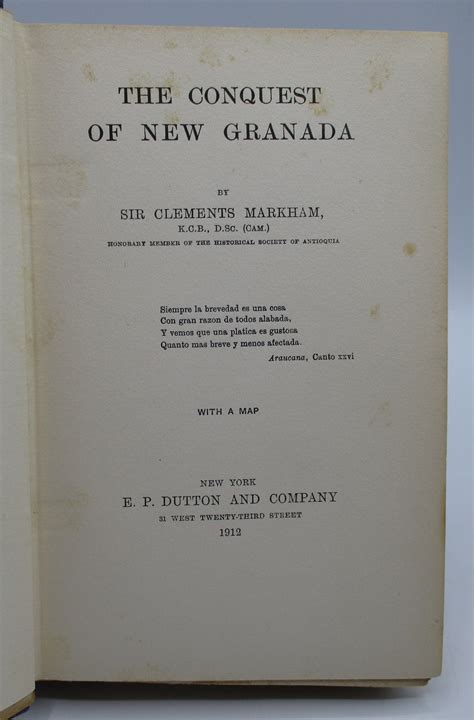 THE CONQUEST
OF NEW GRANADA
BY
SIR CLEMENTS MARKHAM,
K.C.B., D.SC. (CAM.)
HONORARY MEMBER OF THE HISTORICAL SOCIETY OF ANTIOQUIA
Siempre la brevedad es una cosa
Con gran razon de todos alabada,
Y vemos que una platica es gustosa
Quanto mas breve y menos afectada.
Araucana, Canto xxvi
WITH A MAP
NEW YORK
E. P. DUTTON AND COMPANY
31 WEST TWENTY-THIRD STREET
1912